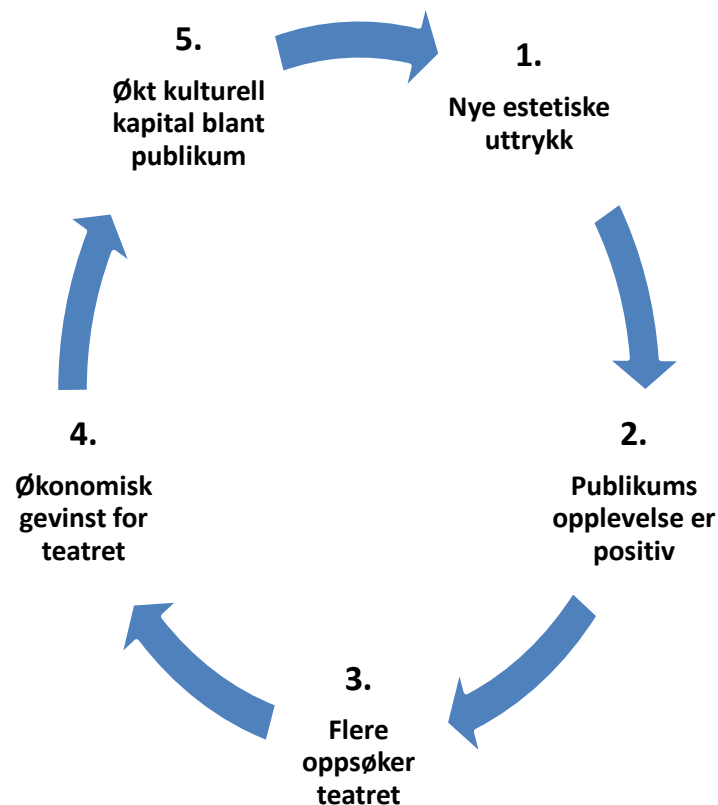 1.
Nye estetiske
uttrykk
2.
Publikums
opplevelse er
positiv
3.
Flere
oppsøker
teatret
4.
Økonomisk
gevinst for
teatret
5.
Økt kulturell
kapital blant
publikum